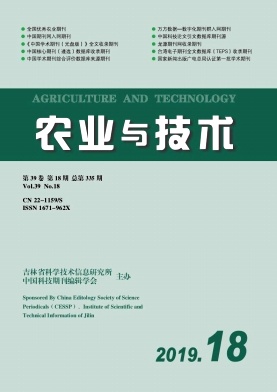 全国优秀农业期刊
中国期刊网入网期刊
《中国学术期刊(光盘版)》全文收录期刊
中国核心期刊(遴选)数据库收录期刊
中国学术期刊综合评价数据库来源期刊
万方数据—数字化期刊群入网期刊
中国科技论文引文数据库期刊源
龙源期刊网收录期刊
台湾电子期刊全文数据库(TEPS)收录期刊
国家新闻出版广电总局认证第一批学术期刊
AGRICULTURE AND TECHNOLOGY
农业与技术
第 39 卷 第 18 期 总第 335 期
Vol.39 No.18
CN 22-1159/S
ISSN 1671-962X
吉林省科学技术信息研究所
中国科技期刊编辑学会
主办
Sponsored By China Editology Society of Science
Periodicals (CESSP) 、Institute of Scientific and
Technical Information of Jilin
2019.18